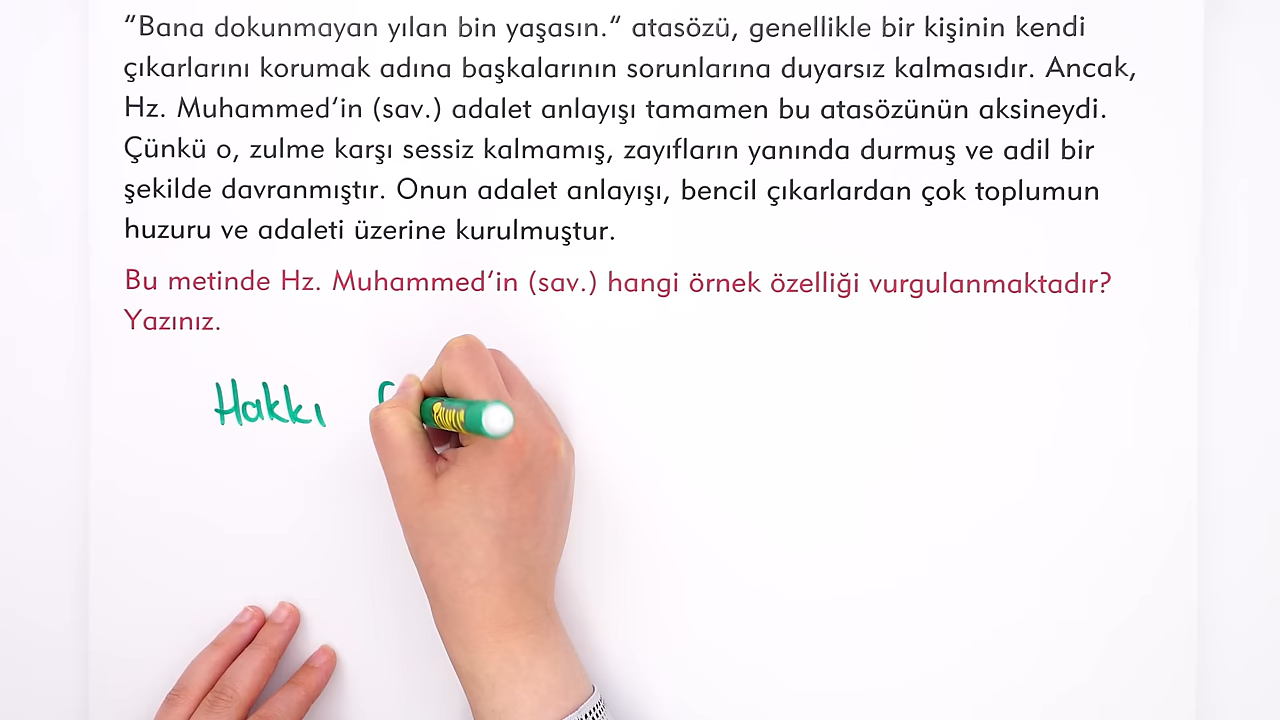 “Bana dokunmayan yılan bin yaşasın.“ atasözü, genellikle bir kişinin kendi
çıkarlarını korumak adına başkalarının sorunlarına duyarsız kalmasıdır. Ancak,
Hz. Muhammed’in (sav.) adalet anlayışı tamamen bu atasözünün aksineydi.
Çünkü o, zulme karşı sessiz kalmamış, zayıfların yanında durmuş ve adil bir
şekilde davranmıştır. Onun adalet anlayışı, bencil çıkarlardan çok toplumun
huzuru ve adaleti üzerine kurulmuştur.
Bu metinde Hz. Muhammed’in (sav.) hangi örnek özelliği vurgulanmaktadır?
Yazınız.
Hakkı